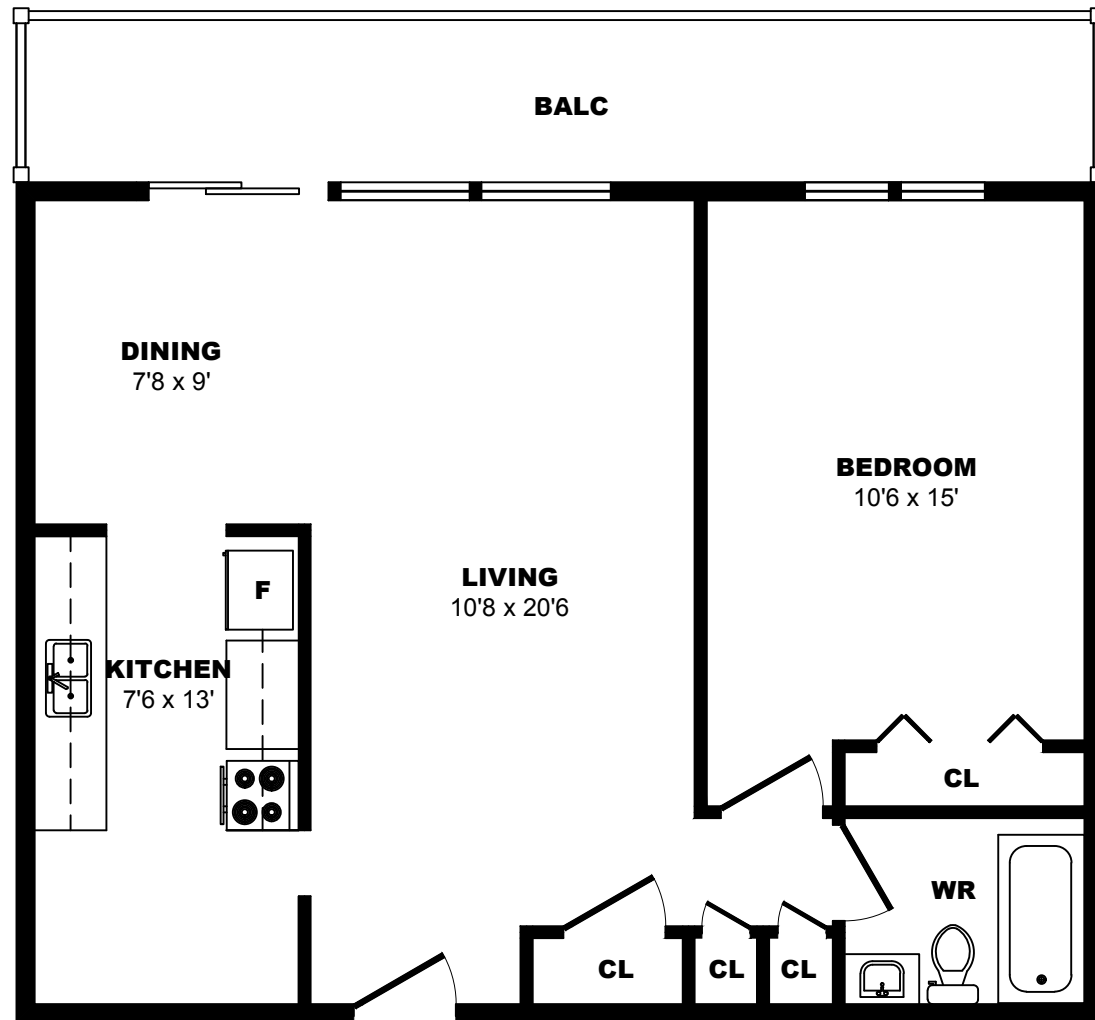 BALC
DINING
7'8 x 9'
BEDROOM
10'6 x 15'
LIVING
10'8 x 20'6
F
KITCHEN
7'6 x 13'
CL
WR
CL
CL
CL